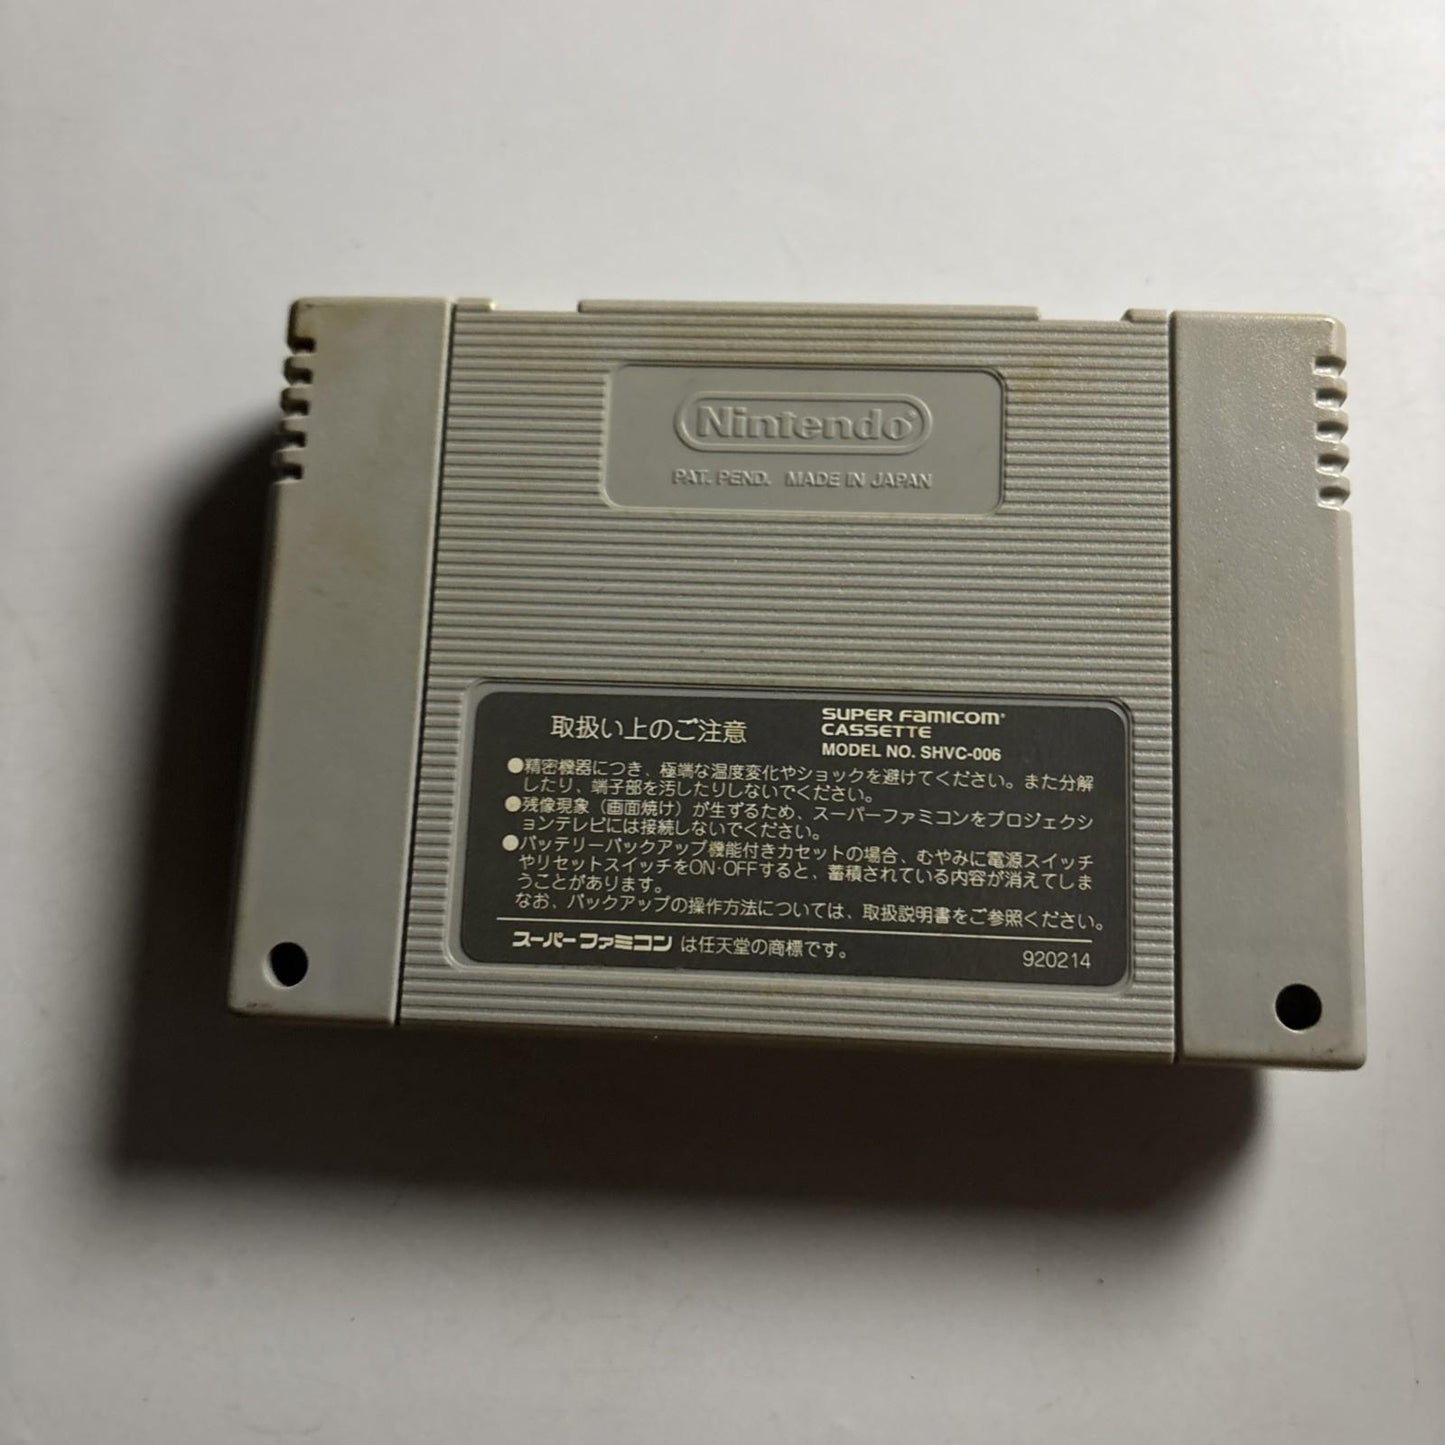 Nintendo®
PAT. PEND. MADE IN JAPAN
取扱い上のご注意
SUPER FAMICOM®
CASSETTE
MODEL NO. SHVC-006
●精密機器につき、極端な温度変化やショックを避けてください。また分解
したり、端子部を汚したりしないでください。
●残像現象（画面焼け）が生ずるため、スーパーファミコンをプロジェクシ
ョンテレビには接続しないでください。
●バッテリーバックアップ機能付きカセットの場合、むやみに電源スイッチ
やリセットスイッチをON・OFFすると、蓄積されている内容が消えてしま
うことがあります。
なお、バックアップの操作方法については、取扱説明書をご参照ください。
スーパーファミコン は任天堂の商標です。
920214